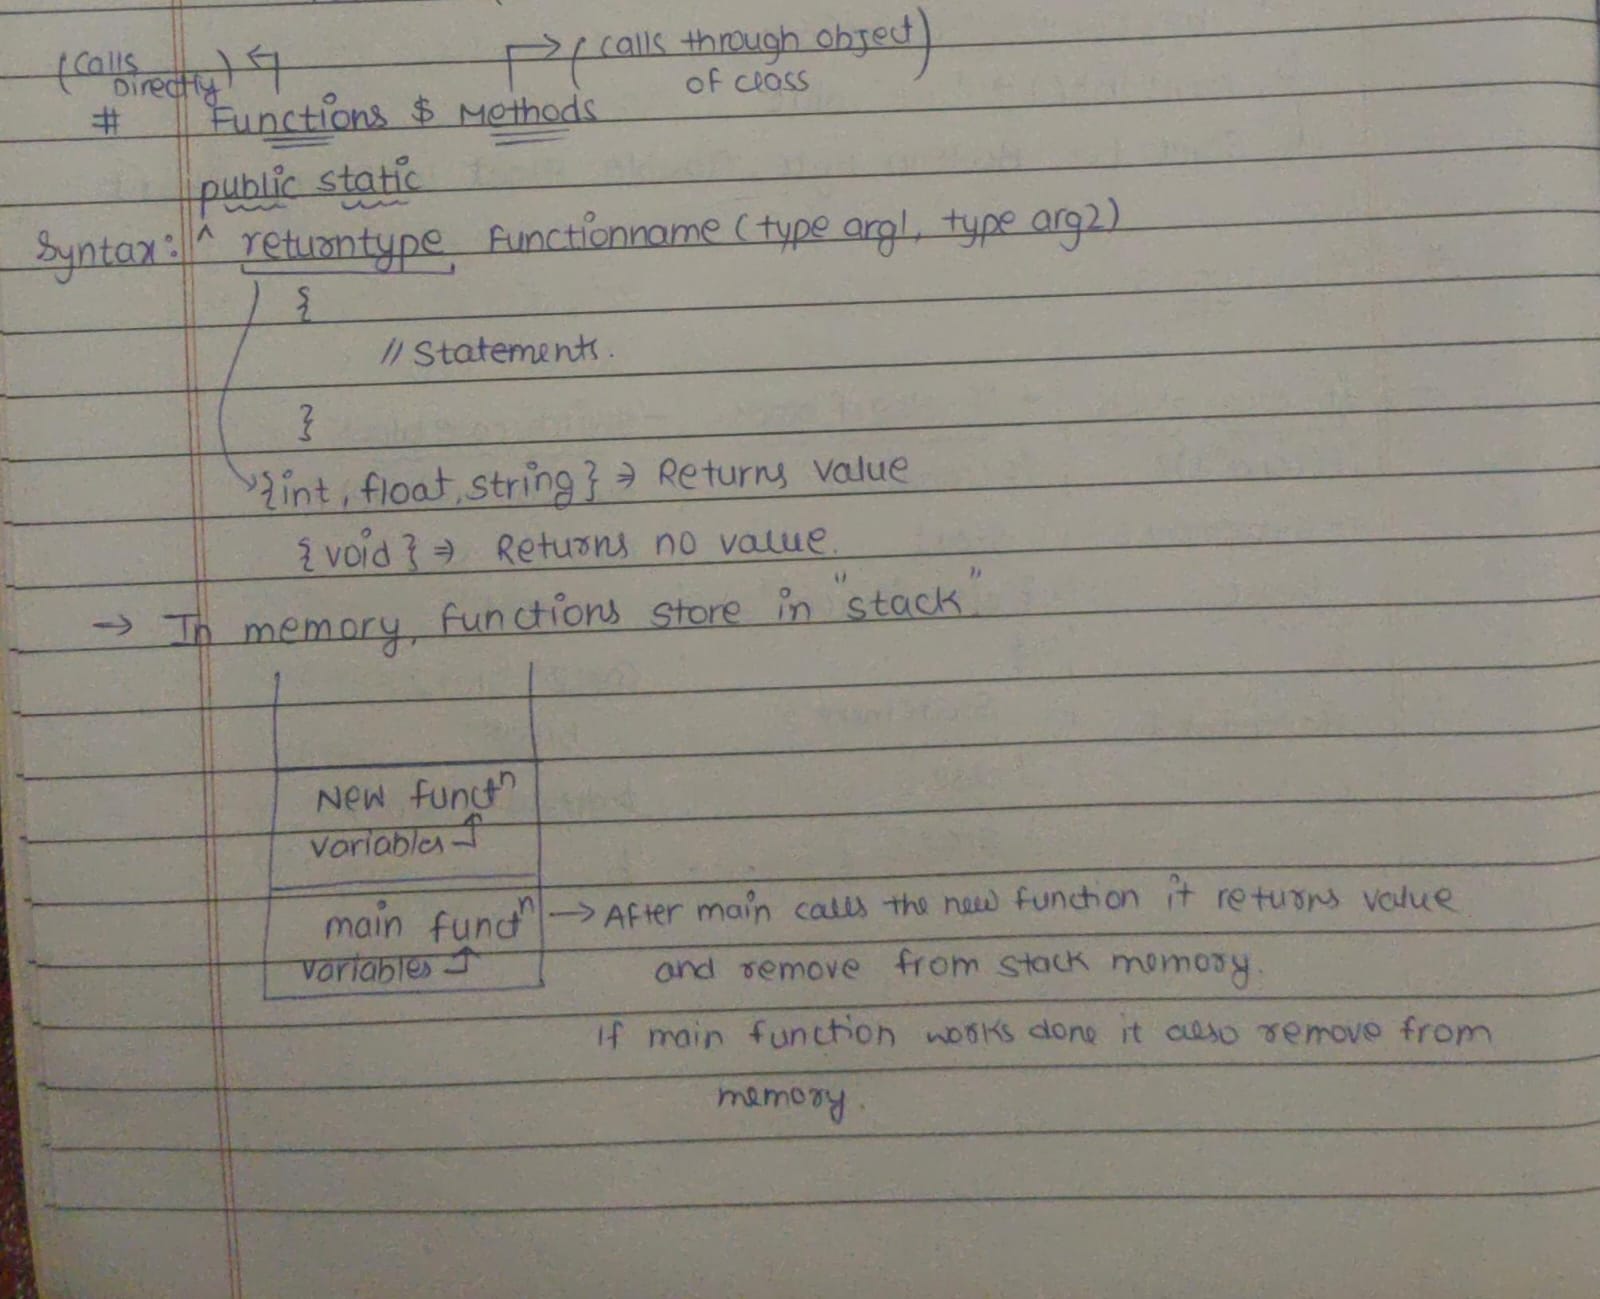 (calls through object)
(Calls
Directly)
of class
# Functions $ Methods
public static
Syntax: ^ returntype functionname (type arg1, type arg2)
{
// Statements.
}
{int, float, string} ⇒ Returns value
{void} ⇒ Returns no value.
→ In memory, functions store in "stack"
New functⁿ
variables
main functⁿ → After main calls the new function it returns value
variables and remove from stack memory.
If main function works done it also remove from
memory.